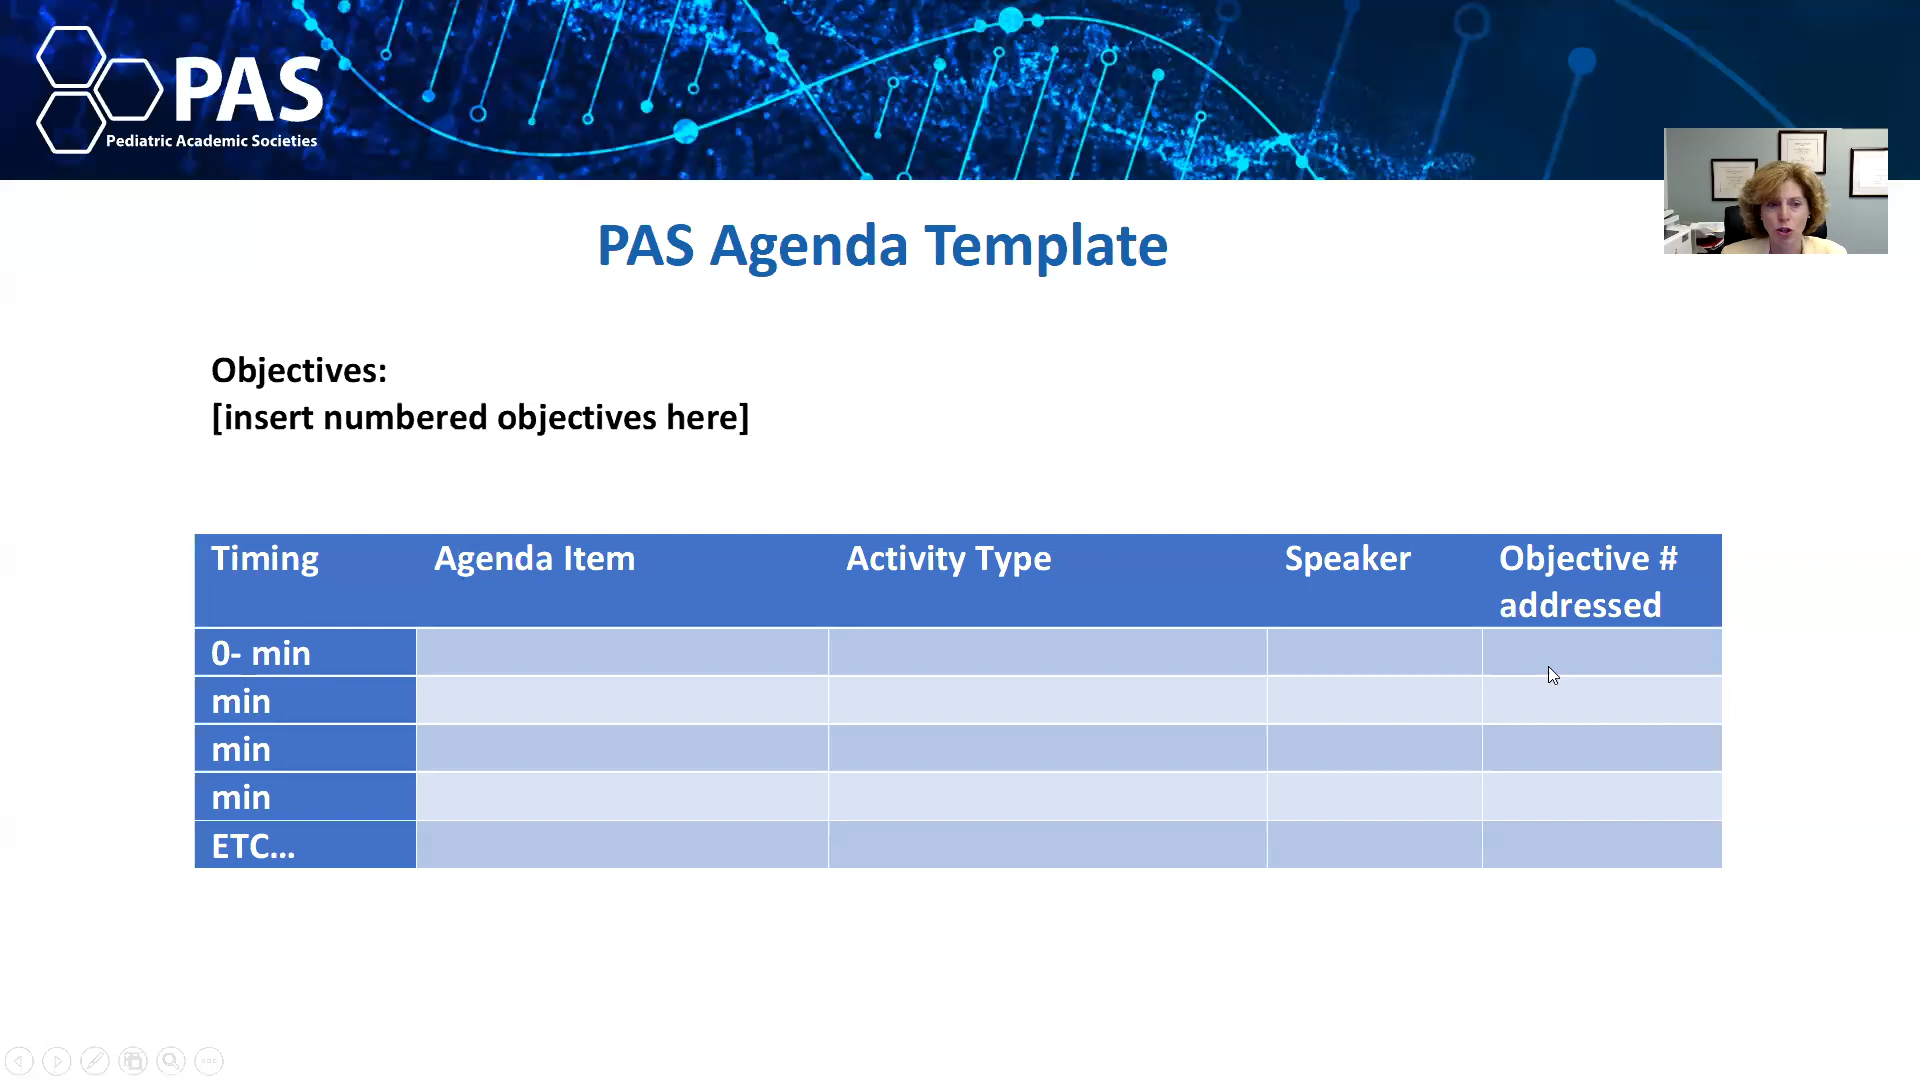 PAS
Pediatric Academic Societies
PAS Agenda Template
Objectives:
[insert numbered objectives here]
Timing Agenda Item Activity Type Speaker Objective #
addressed
0- min
min
min
min
ETC…